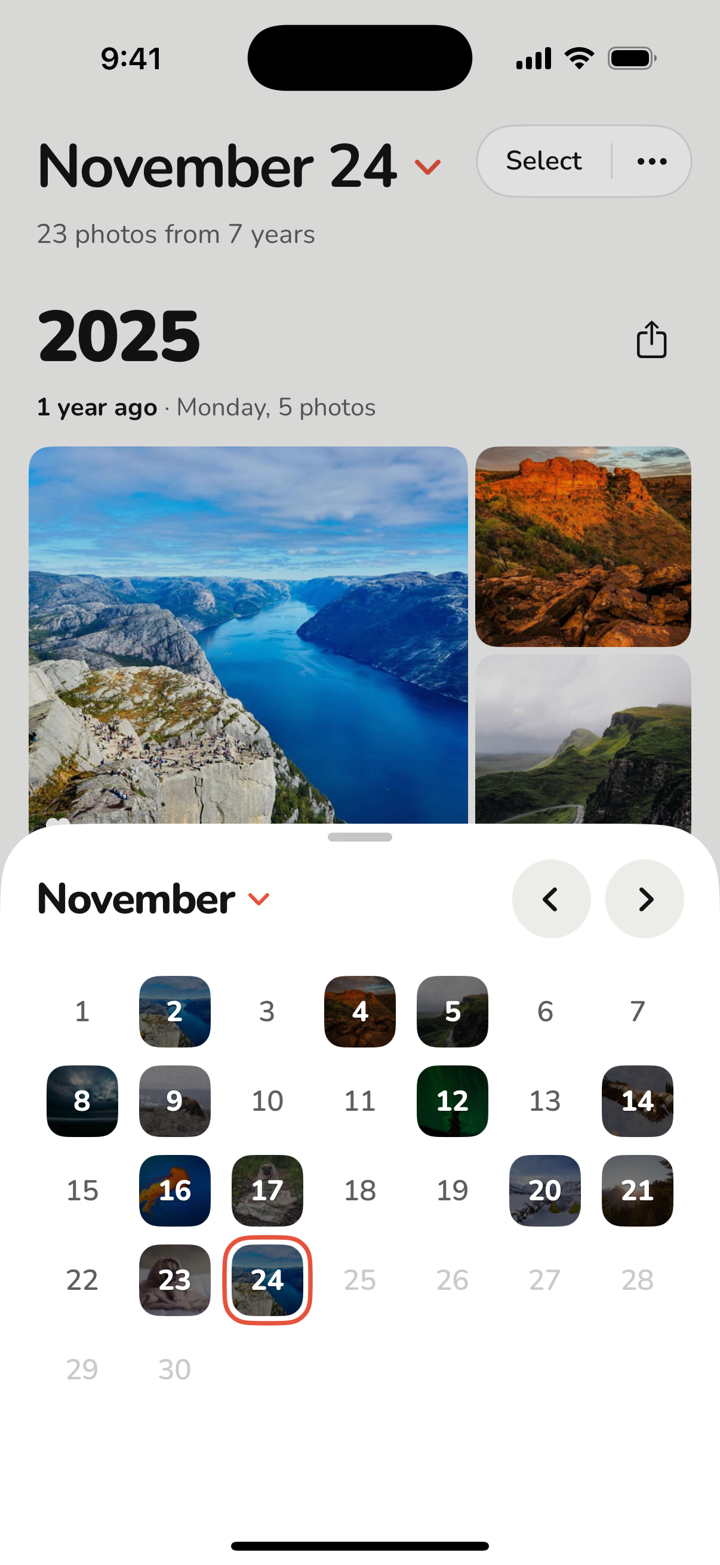 9:41
November 24
Select
23 photos from 7 years
2025
1 year ago · Monday, 5 photos
November
1 2 3 4 5 6 7
8 9 10 11 12 13 14
15 16 17 18 19 20 21
22 23 24 25 26 27 28
29 30